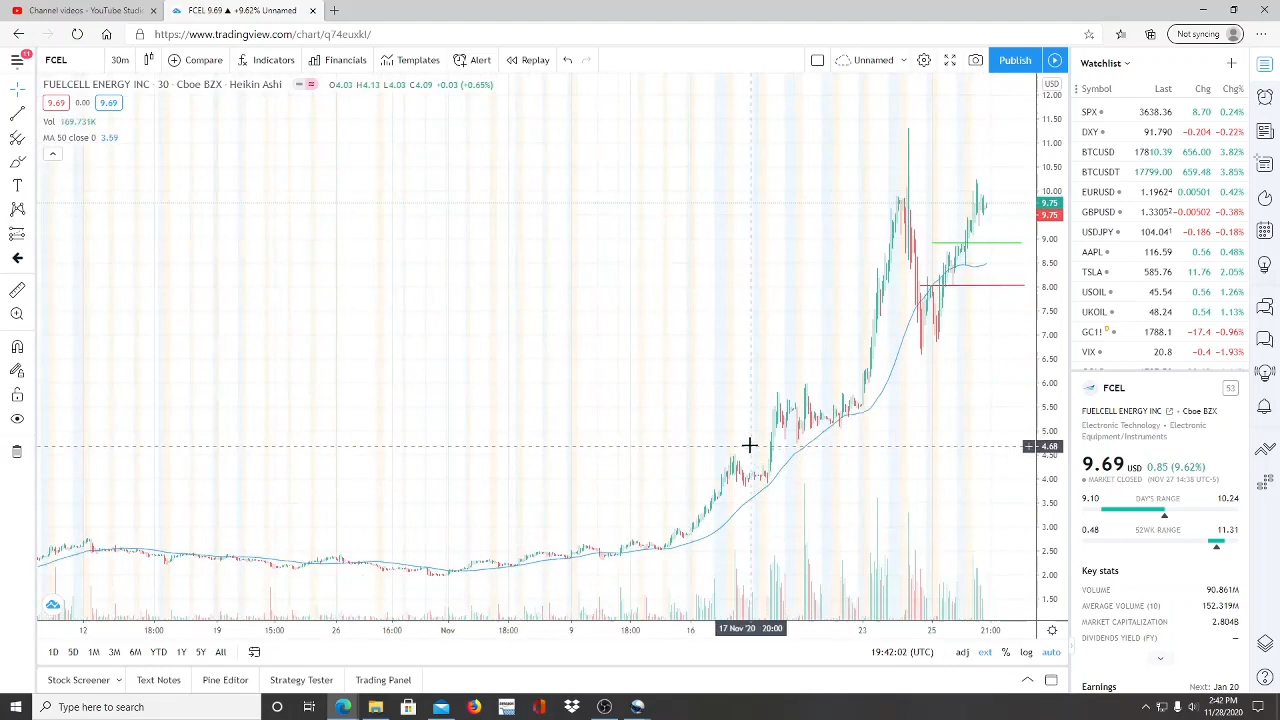 Channel videos - YouTube Studio
FCEL 9.69 ▲ +9.62% Unnamed
https://www.tradingview.com/chart/q74euxkl/
Not syncing
11
FCEL
30m
Compare
Indicators
Financials
Templates
Alert
Replay
Unnamed
Publish
FUELCELL ENERGY INC · 30 · Cboe BZX · Heikin Ashi
O4.03 H4.13 L4.03 C4.09 +0.03 (+0.65%)
9.69 0.00 9.69
Vol 169.731K
MA 50 close 0 3.59
USD
12.00
11.50
11.00
10.50
10.00
9.75
9.75
9.00
8.50
8.00
7.50
7.00
6.50
6.00
5.50
5.00
4.68
4.50
4.00
3.50
3.00
2.50
2.00
1.50
12 18:00 19 15:00 26 16:00 Nov 18:00 9 18:00 16 17 Nov '20 20:00 23 25 21:00
1D 5D 1M 3M 6M YTD 1Y 5Y All
19:42:02 (UTC) adj ext % log auto
Stock Screener Text Notes Pine Editor Strategy Tester Trading Panel
Watchlist
Symbol Last Chg Chg%
SPX 3638.36 8.70 0.24%
DXY 91.790 -0.204 -0.22%
BTCUSD 17810.39 656.00 3.82%
BTCUSDT 17799.00 659.48 3.85%
EURUSD 1.19624 0.00501 0.42%
GBPUSD 1.33052 -0.00502 -0.38%
USDJPY 104.041 -0.186 -0.18%
AAPL 116.59 0.56 0.48%
TSLA 585.76 11.76 2.05%
USOIL 45.54 0.56 1.26%
UKOIL 48.24 0.54 1.13%
GC1! D 1788.1 -17.4 -0.96%
VIX 20.8 -0.4 -1.93%
FCEL
53
FUELCELL ENERGY INC · Cboe BZX
Electronic Technology · Electronic
Equipment/Instruments
9.69 USD 0.85 (9.62%)
MARKET CLOSED (NOV 27 14:38 UTC-5)
9.10 DAY'S RANGE 10.24
0.48 52WK RANGE 11.31
Key stats
VOLUME 90.861M
AVERAGE VOLUME (10) 152.319M
MARKET CAPITALIZATION 2.804B
DIVIDENDS YIELD (FY) —
Earnings Next: Jan 20
Type here to search
2:42 PM
11/28/2020